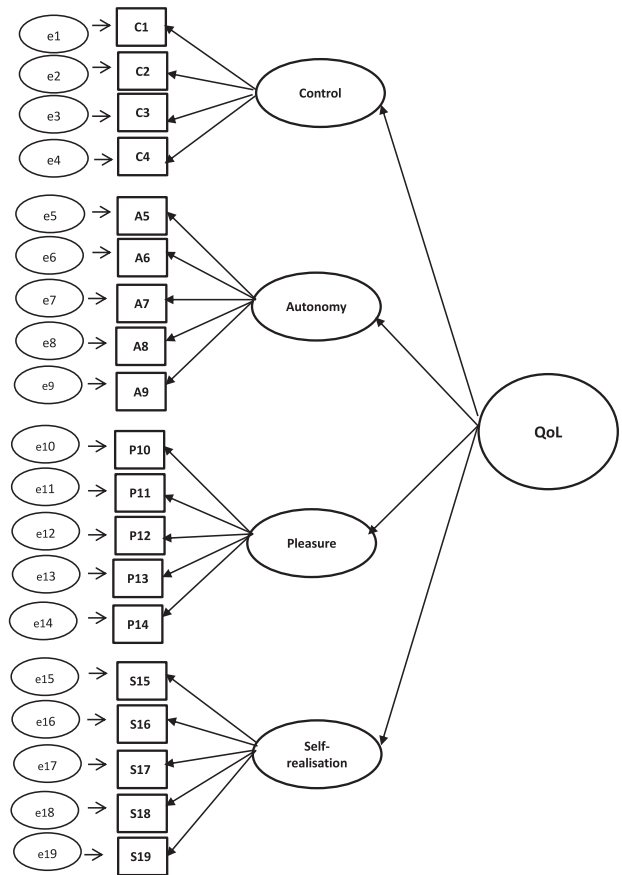 e1
C1
e2
C2
e3
C3
e4
C4
Control
e5
A5
e6
A6
e7
A7
e8
A8
e9
A9
Autonomy
QoL
e10
P10
e11
P11
e12
P12
e13
P13
e14
P14
Pleasure
e15
S15
e16
S16
e17
S17
e18
S18
e19
S19
Self-
realisation